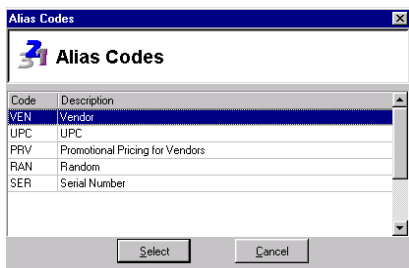 Alias Codes
Alias Codes
Code Description
VEN Vendor
UPC UPC
PRV Promotional Pricing for Vendors
RAN Random
SER Serial Number
Select Cancel